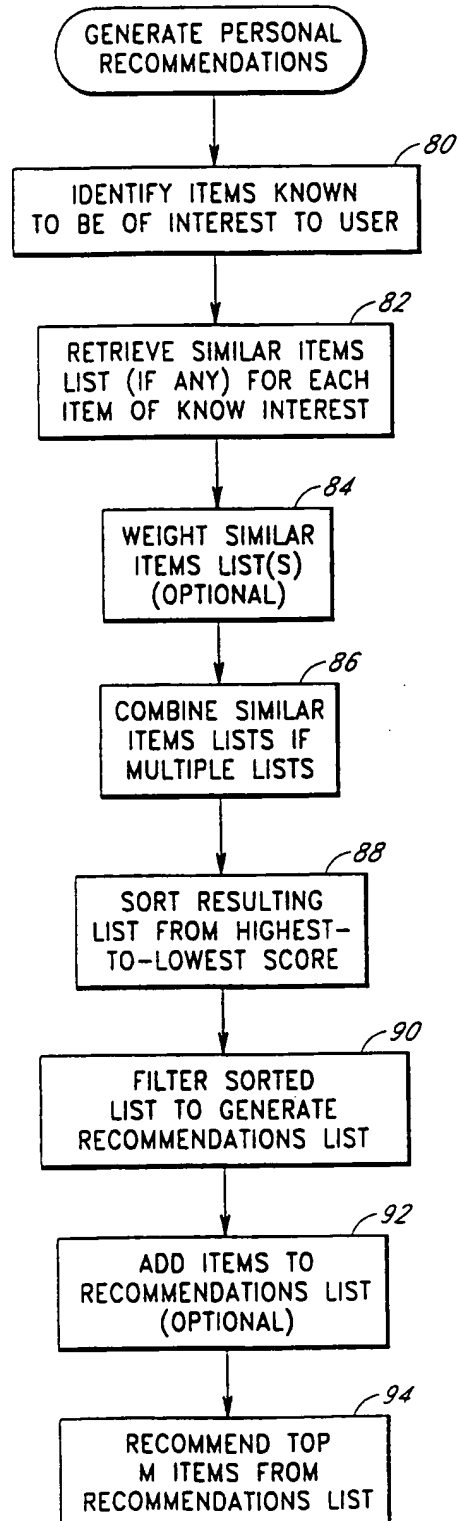 GENERATE PERSONAL
RECOMMENDATIONS
80
IDENTIFY ITEMS KNOWN
TO BE OF INTEREST TO USER
82
RETRIEVE SIMILAR ITEMS
LIST (IF ANY) FOR EACH
ITEM OF KNOW INTEREST
84
WEIGHT SIMILAR
ITEMS LIST(S)
(OPTIONAL)
86
COMBINE SIMILAR
ITEMS LISTS IF
MULTIPLE LISTS
88
SORT RESULTING
LIST FROM HIGHEST-
TO-LOWEST SCORE
90
FILTER SORTED
LIST TO GENERATE
RECOMMENDATIONS LIST
92
ADD ITEMS TO
RECOMMENDATIONS LIST
(OPTIONAL)
94
RECOMMEND TOP
M ITEMS FROM
RECOMMENDATIONS LIST